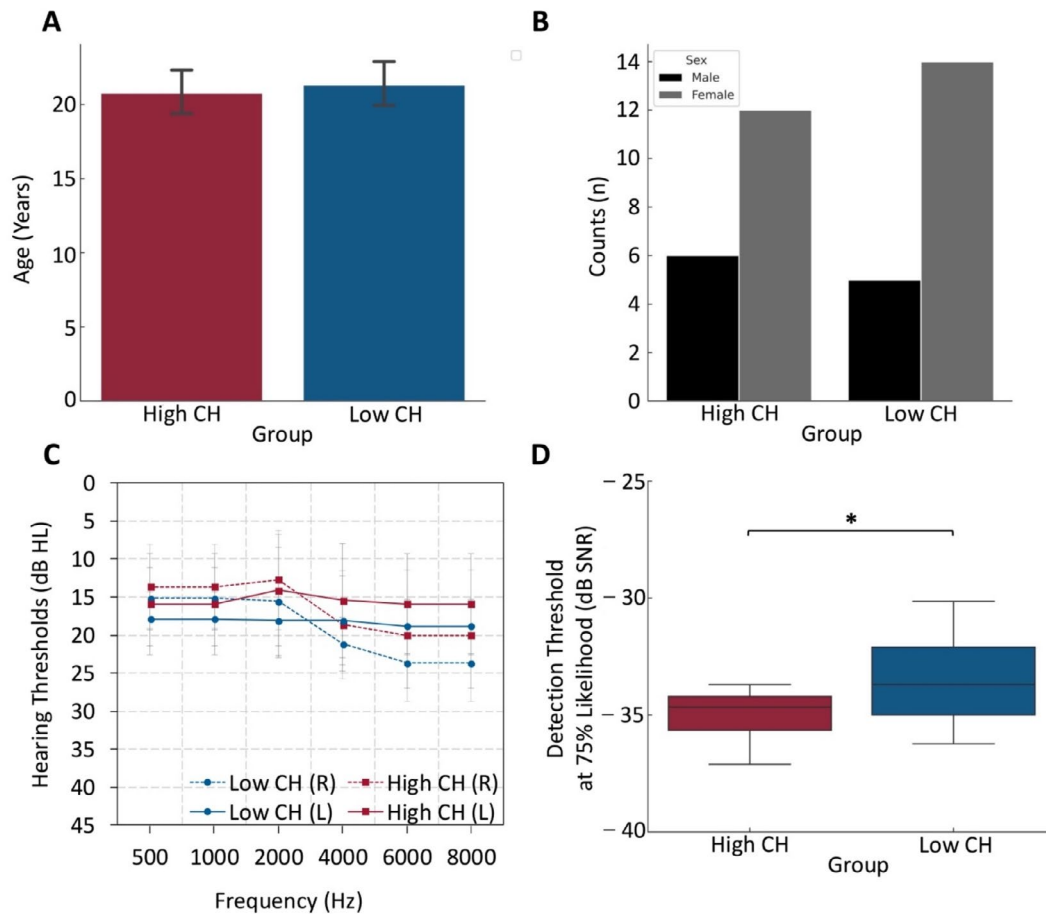 A
Age (Years)
20
15
10
5
0
High CH
Low CH
Group
B
Counts (n)
14
12
10
8
6
4
2
0
Sex
Male
Female
High CH
Low CH
Group
C
Hearing Thresholds (dB HL)
0
5
10
15
20
25
30
35
40
45
Low CH (R)
High CH (R)
Low CH (L)
High CH (L)
500 1000 2000 4000 6000 8000
Frequency (Hz)
D
Detection Threshold
at 75% Likelihood (dB SNR)
−25
−30
−35
−40
*
High CH
Low CH
Group